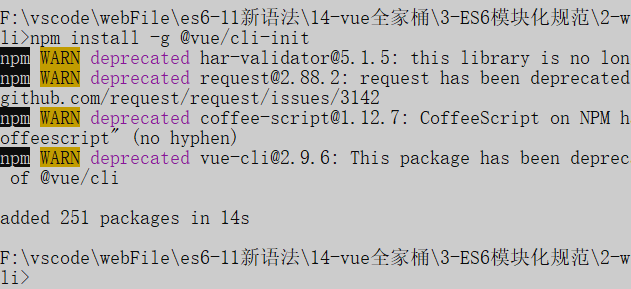 F:\vscode\webFile\es6-11新语法\14-vue全家桶\3-ES6模块化规范\2-w
li>npm install -g @vue/cli-init
npm WARN deprecated har-validator@5.1.5: this library is no lon
npm WARN deprecated request@2.88.2: request has been deprecated
github.com/request/request/issues/3142
npm WARN deprecated coffee-script@1.12.7: CoffeeScript on NPM h
offeescript" (no hyphen)
npm WARN deprecated vue-cli@2.9.6: This package has been deprec
of @vue/cli
added 251 packages in 14s
F:\vscode\webFile\es6-11新语法\14-vue全家桶\3-ES6模块化规范\2-w
li>